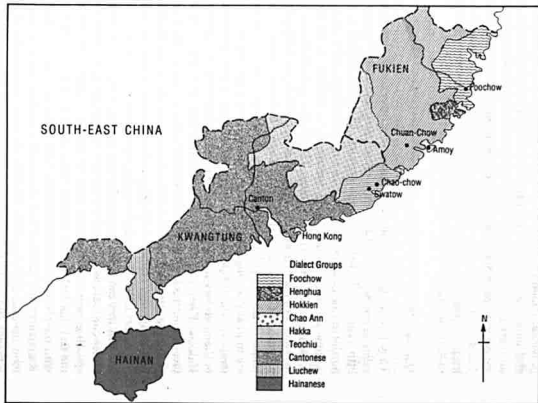 FUKIEN
Foochow
SOUTH-EAST CHINA
Chuan-Chow
Amoy
Chao-chow
Swatow
Canton
KWANGTUNG
Hong Kong
Dialect Groups
Foochow
Henghua
Hokkien
Chao Ann
Hakka
Teochiu
Cantonese
Liuchew
Hainanese
HAINAN
N